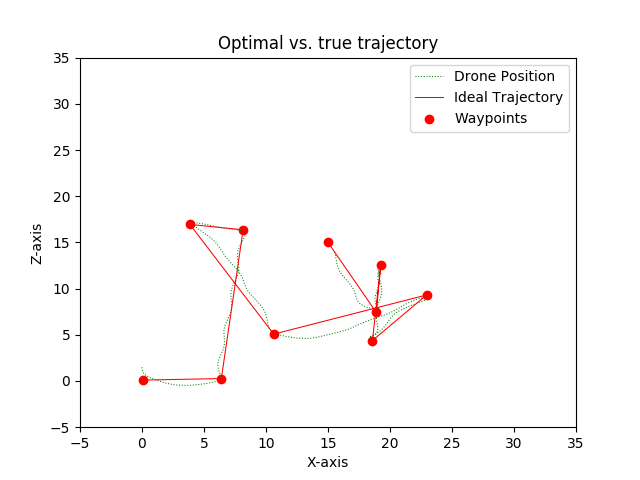 Optimal vs. true trajectory
Drone Position
Ideal Trajectory
Waypoints
Z-axis
35
30
25
20
15
10
5
0
−5
−5 0 5 10 15 20 25 30 35
X-axis